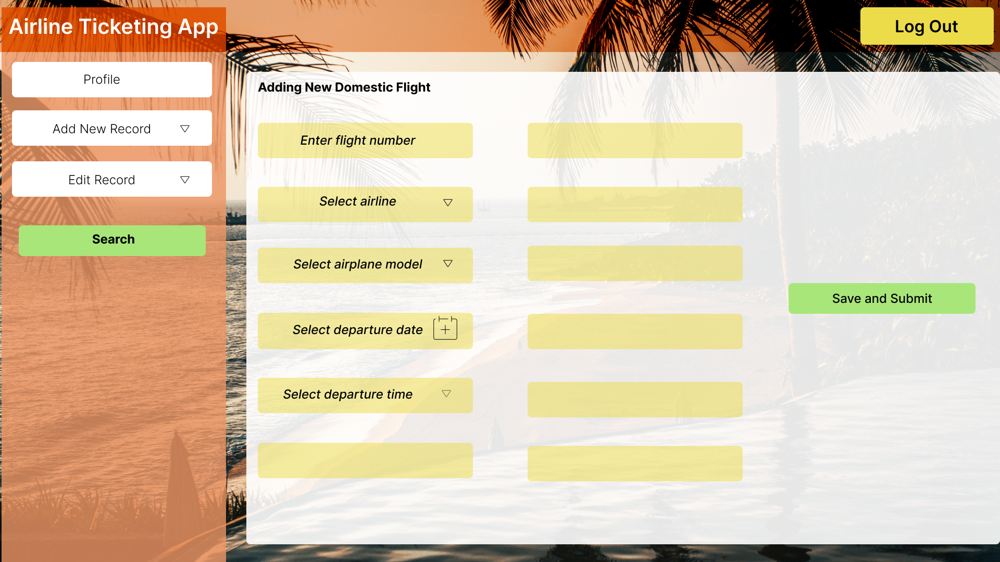 Airline Ticketing App
Log Out
Profile
Add New Record
Edit Record
Search
Adding New Domestic Flight
Enter flight number
Select airline
Select airplane model
Select departure date
Select departure time
Save and Submit